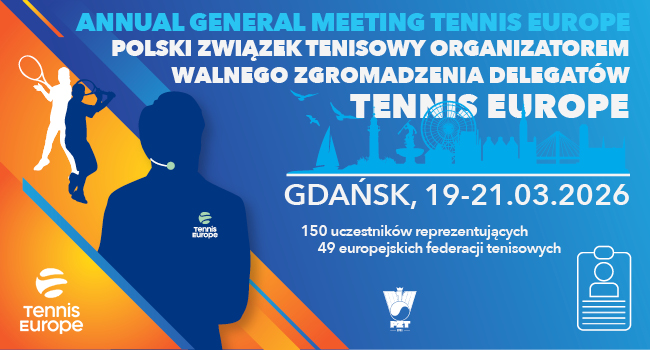 ANNUAL GENERAL MEETING TENNIS EUROPE
POLSKI ZWIĄZEK TENISOWY ORGANIZATOREM
WALNEGO ZGROMADZENIA DELEGATÓW
TENNIS EUROPE
GDAŃSK, 19-21.03.2026
150 uczestników reprezentujących
49 europejskich federacji tenisowych
Tennis
Europe
Tennis
Europe
PZT